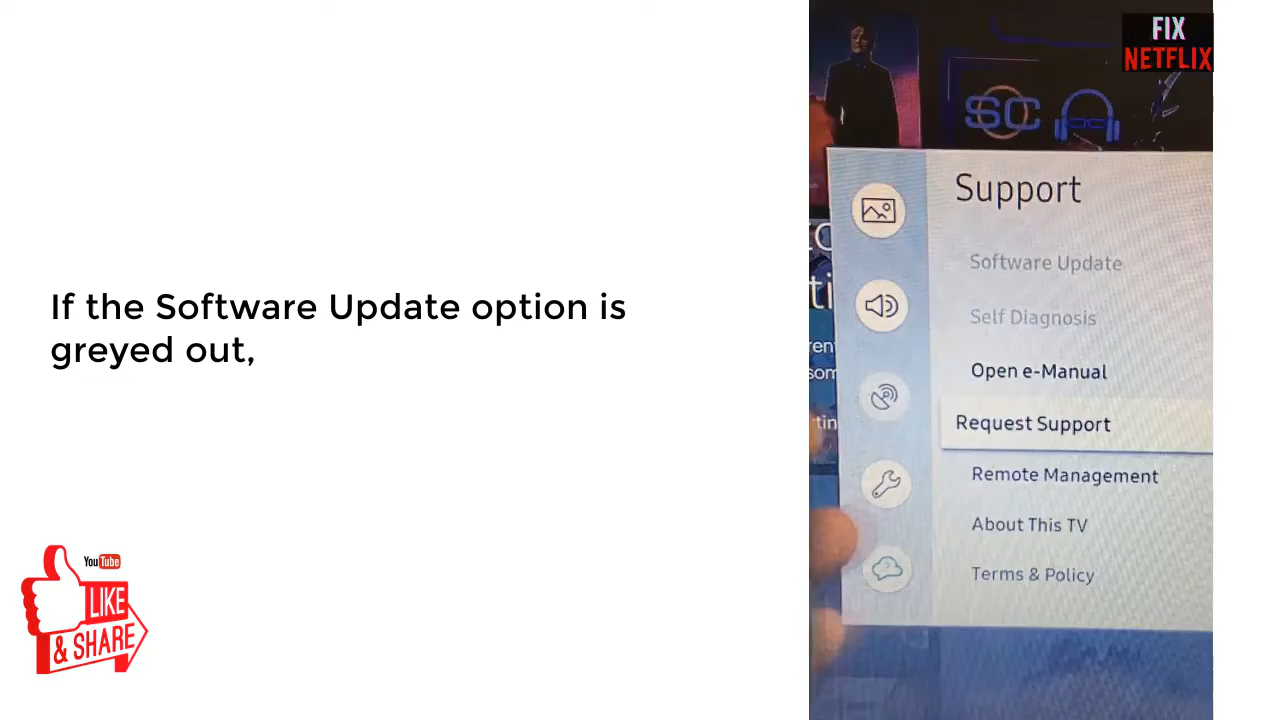 FIX
NETFLIX
SC
Support
Software Update
If the Software Update option is
greyed out,
Self Diagnosis
Open e-Manual
Request Support
Remote Management
About This TV
Terms & Policy
YouTube
LIKE
& SHARE